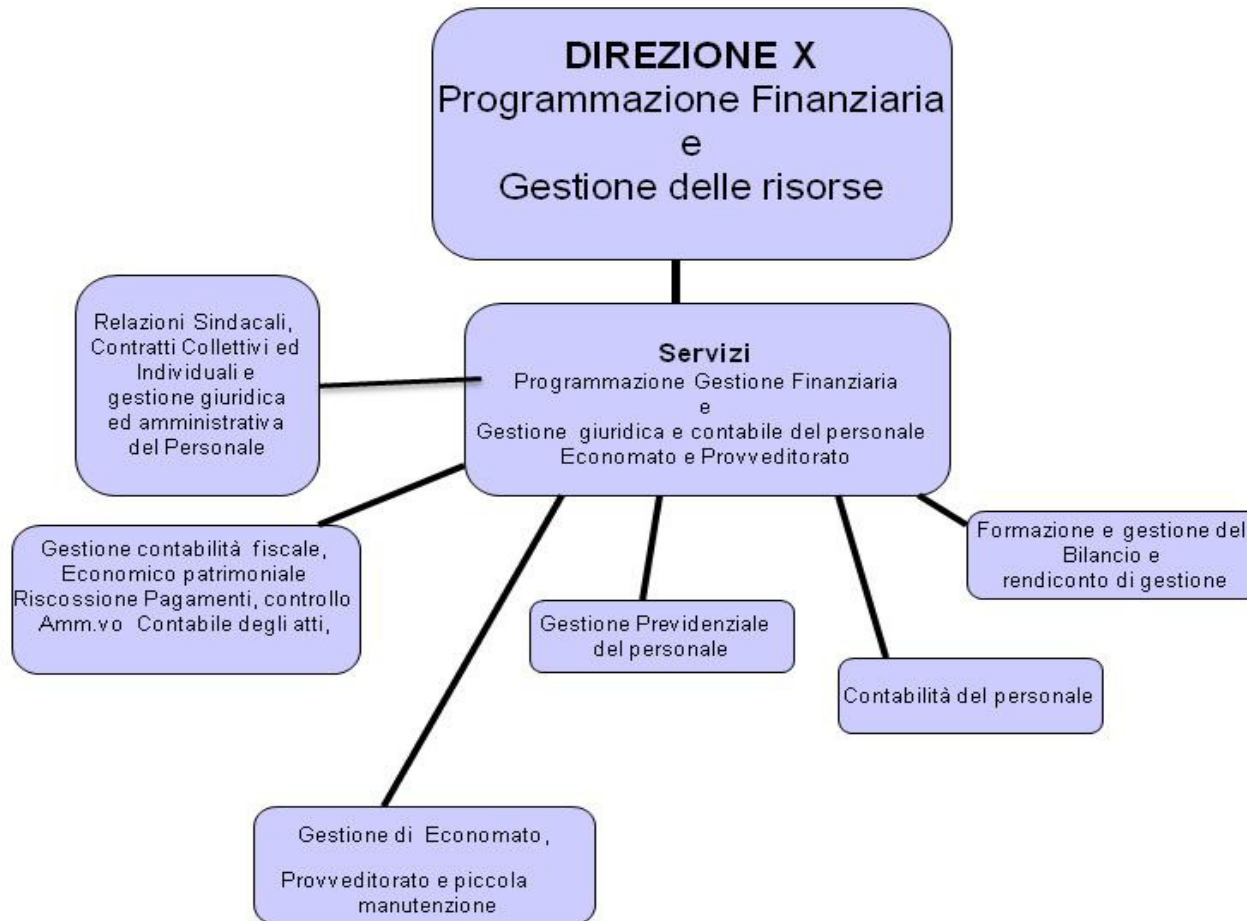 DIREZIONE X
Programmazione Finanziaria
e
Gestione delle risorse
Relazioni Sindacali,
Contratti Collettivi ed
Individuali e
gestione giuridica
ed amministrativa
del Personale
Servizi
Programmazione Gestione Finanziaria
e
Gestione giuridica e contabile del personale
Economato e Provveditorato
Gestione contabilità fiscale,
Economico patrimoniale
Riscossione Pagamenti, controllo
Amm.vo Contabile degli atti,
Formazione e gestione del
Bilancio e
rendiconto di gestione
Gestione Previdenziale
del personale
Contabilità del personale
Gestione di Economato,
Provveditorato e piccola
manutenzione